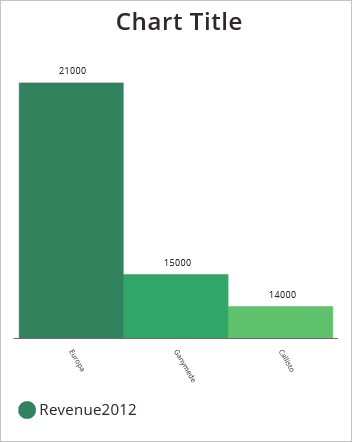 Chart Title
21000
15000
14000
Europa
Ganymede
Callisto
Revenue2012